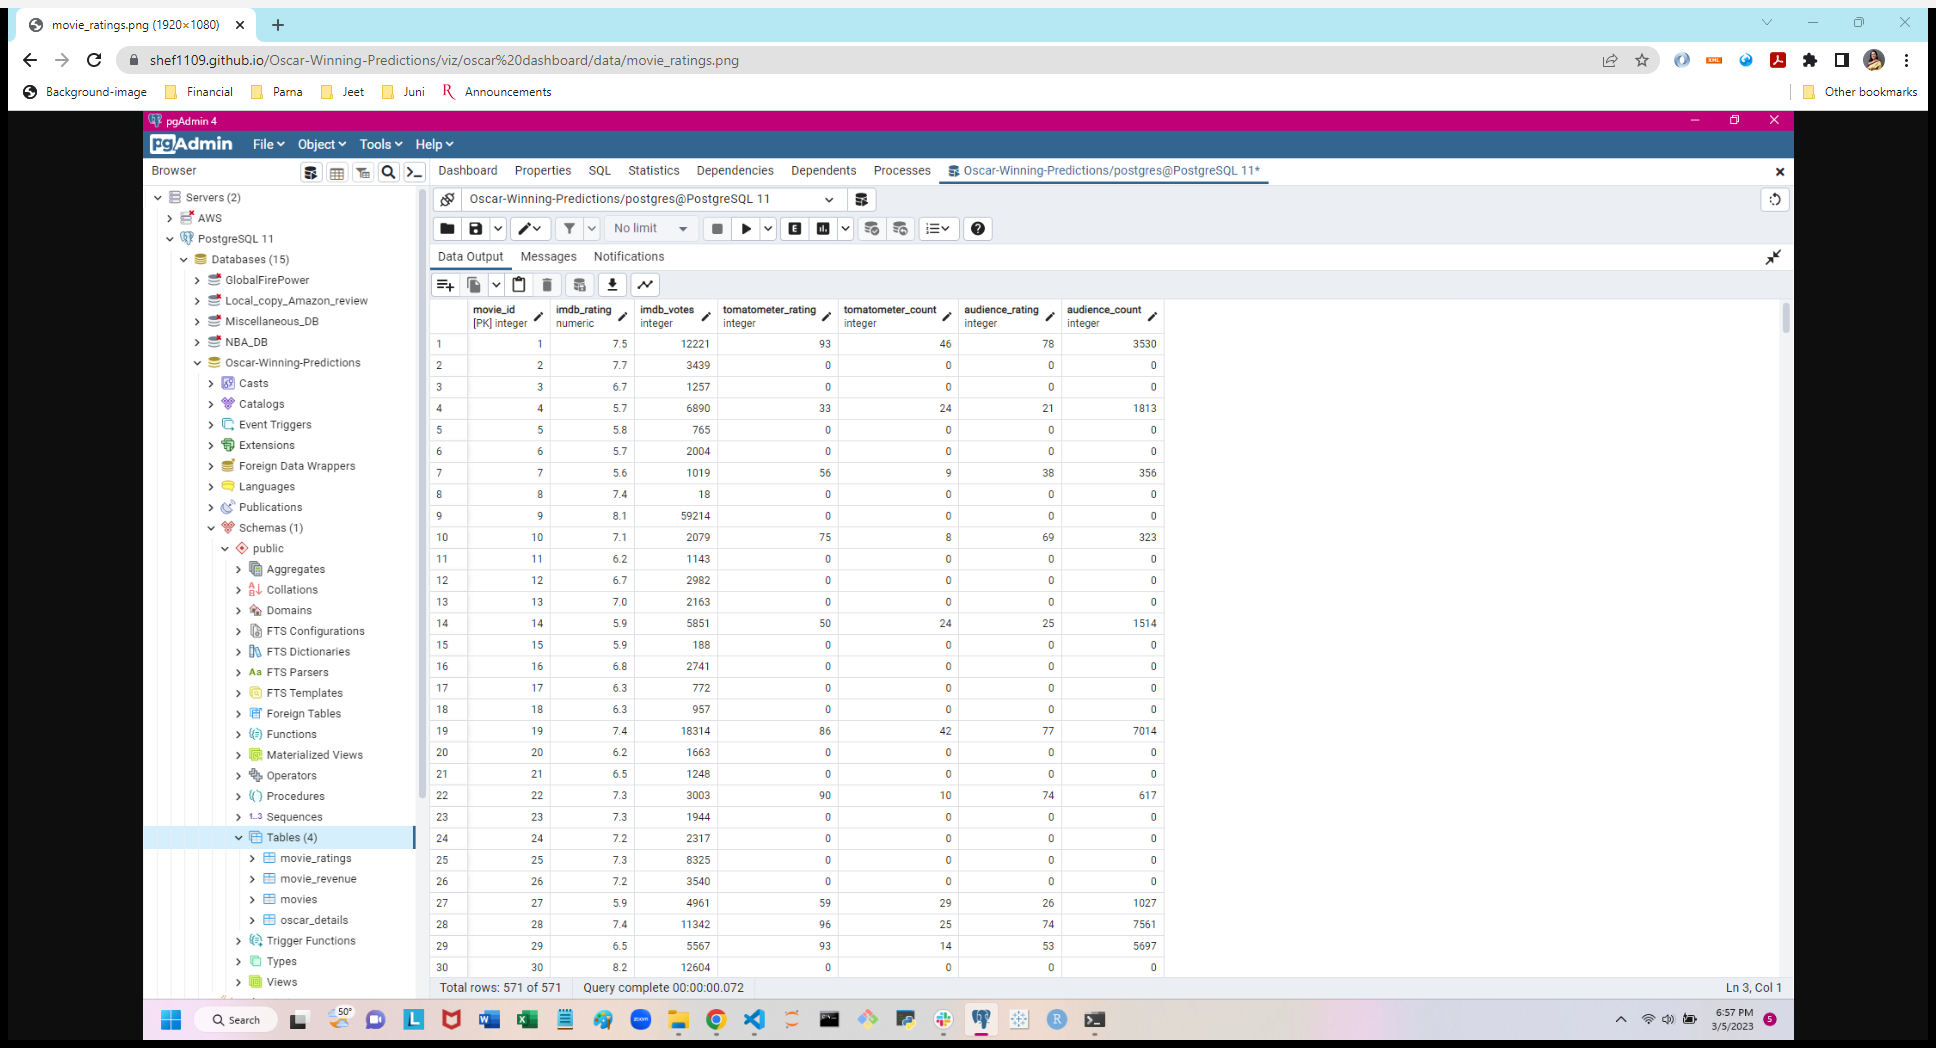 movie_ratings.png (1920×1080)
shef1109.github.io/Oscar-Winning-Predictions/viz/oscar%20dashboard/data/movie_ratings.png
Background-image Financial Parna Jeet Juni Announcements Other bookmarks
pgAdmin 4
pgAdmin File Object Tools Help
Browser
Dashboard Properties SQL Statistics Dependencies Dependents Processes Oscar-Winning-Predictions/postgres@PostgreSQL 11*
Servers (2)
AWS
PostgreSQL 11
Databases (15)
GlobalFirePower
Local_copy_Amazon_review
Miscellaneous_DB
NBA_DB
Oscar-Winning-Predictions
Casts
Catalogs
Event Triggers
Extensions
Foreign Data Wrappers
Languages
Publications
Schemas (1)
public
Aggregates
Collations
Domains
FTS Configurations
FTS Dictionaries
Aa FTS Parsers
FTS Templates
Foreign Tables
Functions
Materialized Views
Operators
Procedures
1..3 Sequences
Tables (4)
movie_ratings
movie_revenue
movies
oscar_details
Trigger Functions
Types
Views
Oscar-Winning-Predictions/postgres@PostgreSQL 11
No limit E
Data Output Messages Notifications
movie_id imdb_rating imdb_votes tomatometer_rating tomatometer_count audience_rating audience_count
[PK] integer numeric integer integer integer integer integer
1 1 7.5 12221 93 46 78 3530
2 2 7.7 3439 0 0 0 0
3 3 6.7 1257 0 0 0 0
4 4 5.7 6890 33 24 21 1813
5 5 5.8 765 0 0 0 0
6 6 5.7 2004 0 0 0 0
7 7 5.6 1019 56 9 38 356
8 8 7.4 18 0 0 0 0
9 9 8.1 59214 0 0 0 0
10 10 7.1 2079 75 8 69 323
11 11 6.2 1143 0 0 0 0
12 12 6.7 2982 0 0 0 0
13 13 7.0 2163 0 0 0 0
14 14 5.9 5851 50 24 25 1514
15 15 5.9 188 0 0 0 0
16 16 6.8 2741 0 0 0 0
17 17 6.3 772 0 0 0 0
18 18 6.3 957 0 0 0 0
19 19 7.4 18314 86 42 77 7014
20 20 6.2 1663 0 0 0 0
21 21 6.5 1248 0 0 0 0
22 22 7.3 3003 90 10 74 617
23 23 7.3 1944 0 0 0 0
24 24 7.2 2317 0 0 0 0
25 25 7.3 8325 0 0 0 0
26 26 7.2 3540 0 0 0 0
27 27 5.9 4961 59 29 26 1027
28 28 7.4 11342 96 25 74 7561
29 29 6.5 5567 93 14 53 5697
30 30 8.2 12604 0 0 0 0
Total rows: 571 of 571 Query complete 00:00:00.072 Ln 3, Col 1
Search 50° zoom 6:57 PM
3/5/2023 5